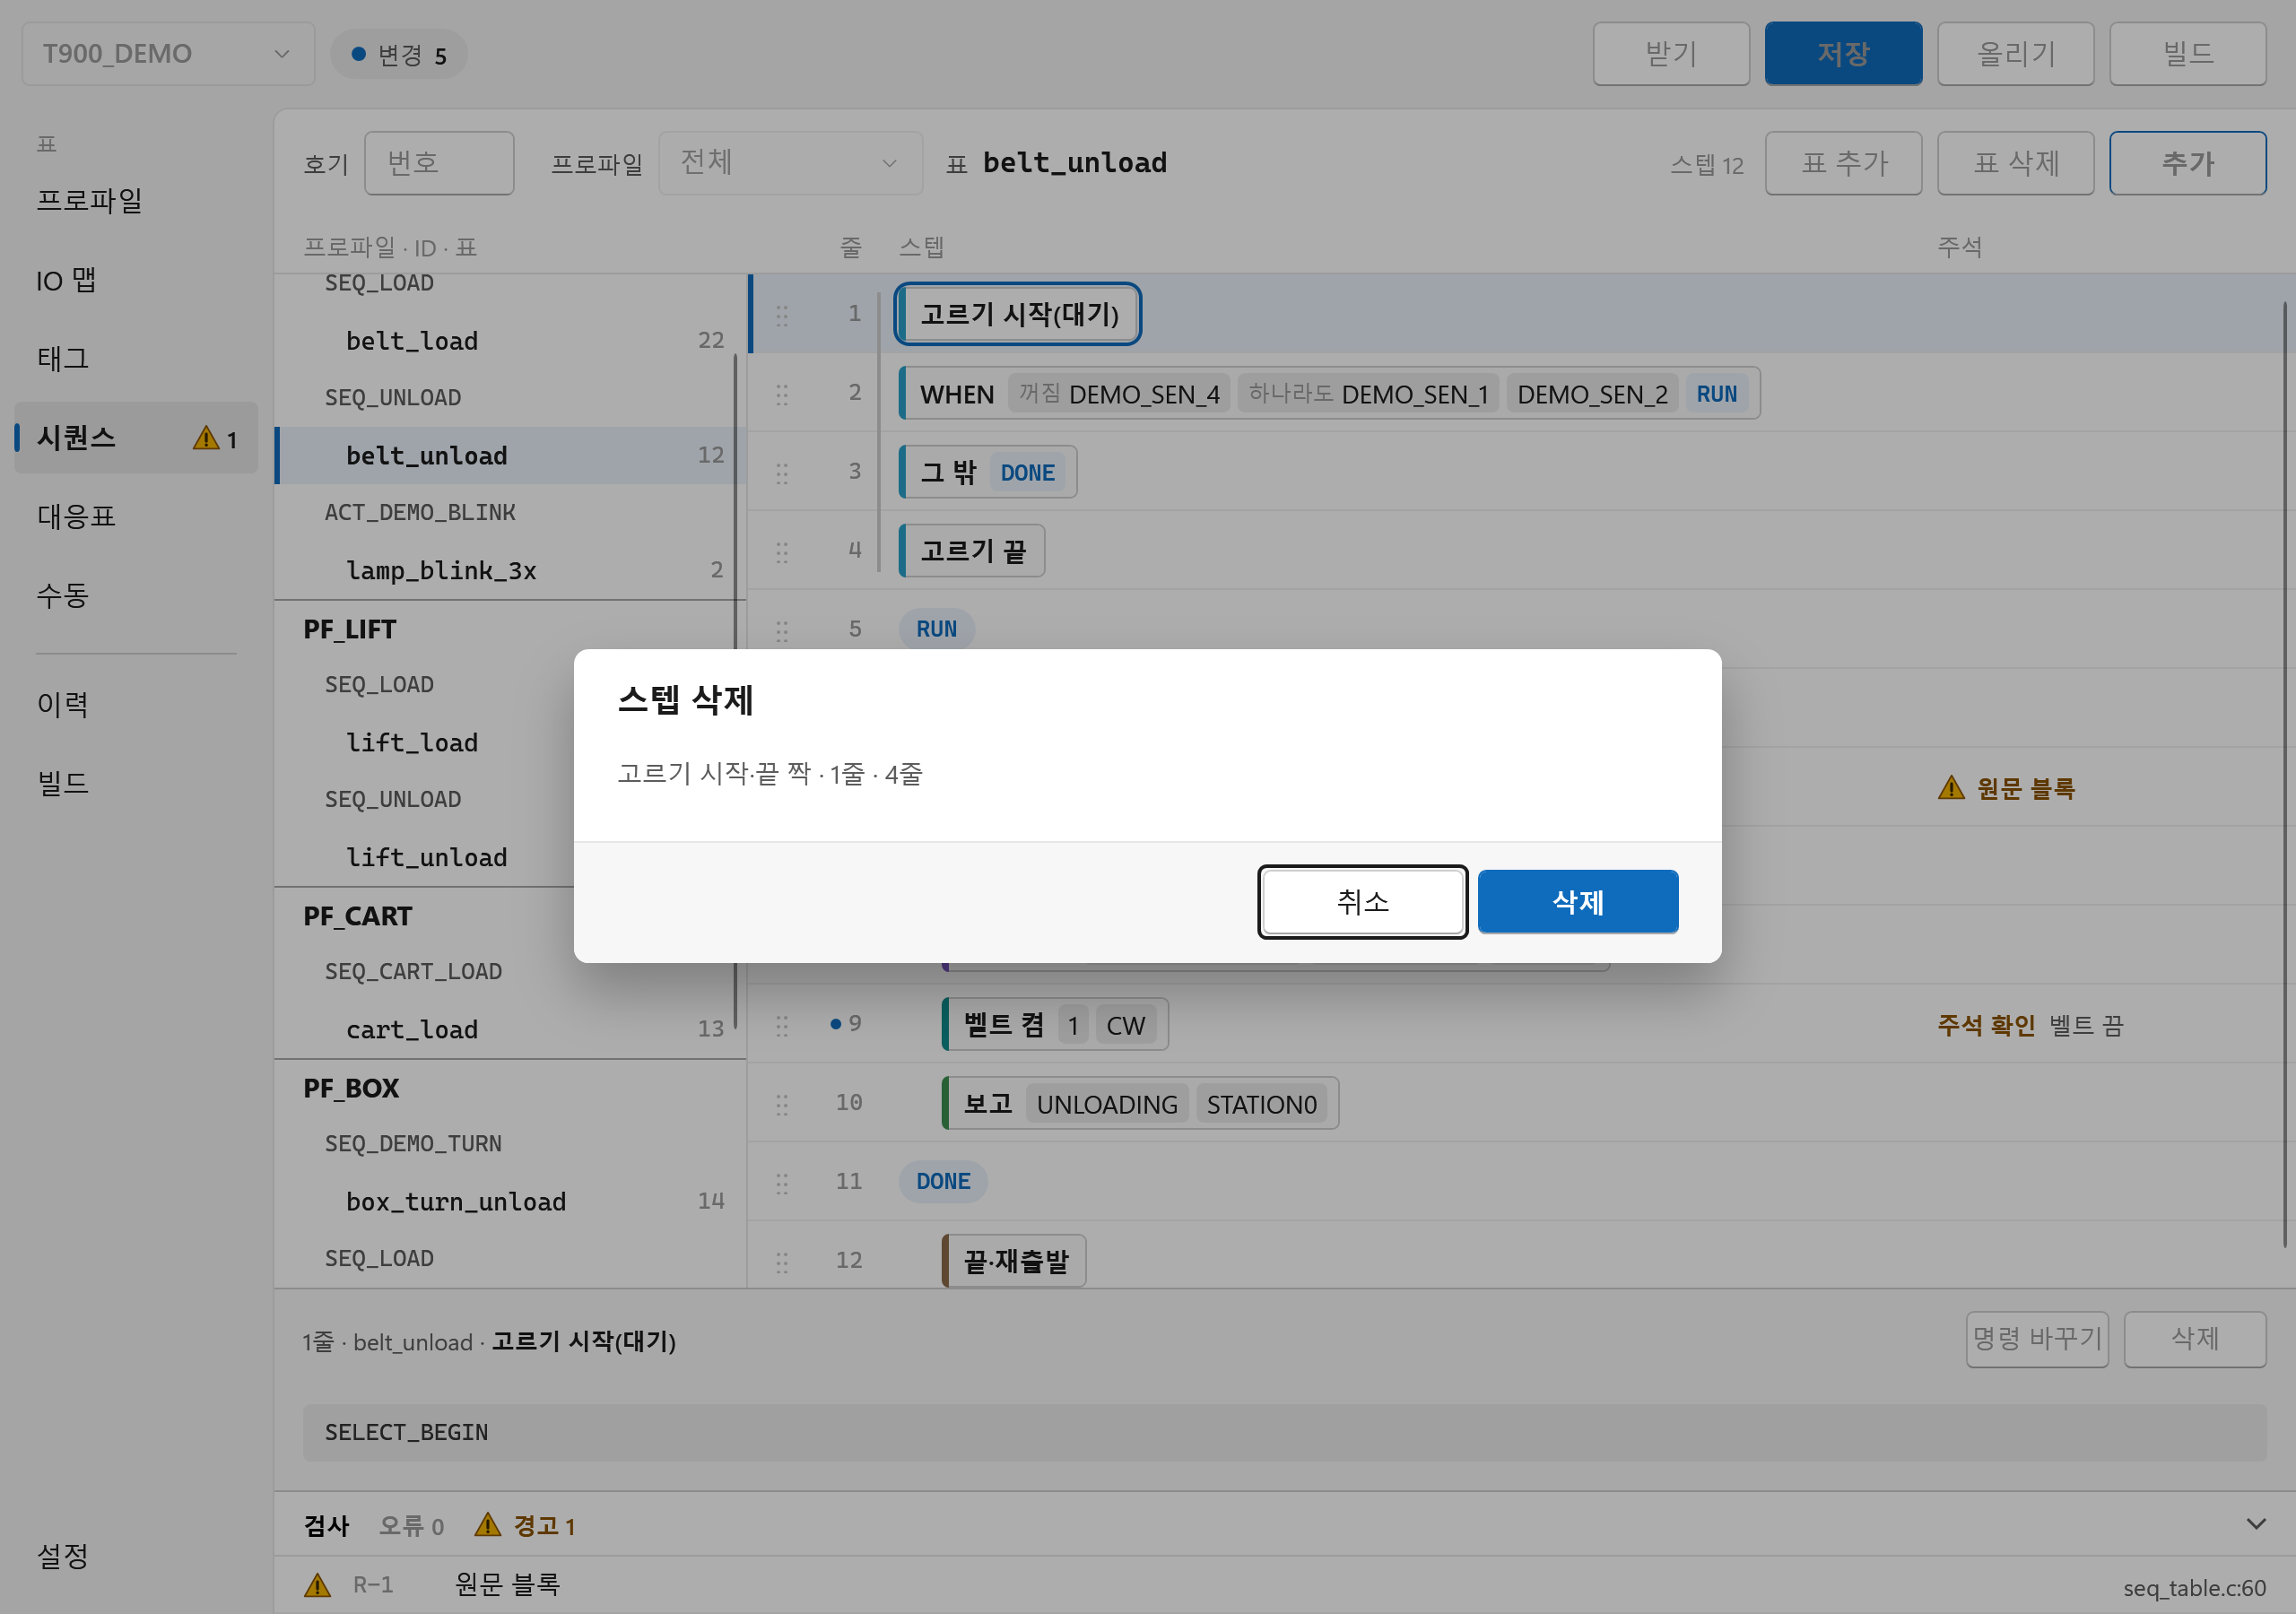 T900_DEMO 변경 5 받기 저장 올리기 빌드
표
프로파일
IO 맵
태그
시퀀스 1
대응표
수동
이력
빌드
설정
호기 번호 프로파일 전체 표 belt_unload 스텝 12 표 추가 표 삭제 추가
프로파일 · ID · 표
SEQ_LOAD
belt_load 22
SEQ_UNLOAD
belt_unload 12
ACT_DEMO_BLINK
lamp_blink_3x 2
PF_LIFT
SEQ_LOAD
lift_load
SEQ_UNLOAD
lift_unload
PF_CART
SEQ_CART_LOAD
cart_load 13
PF_BOX
SEQ_DEMO_TURN
box_turn_unload 14
SEQ_LOAD
줄 스텝 주석
1 고르기 시작(대기)
2 WHEN 꺼짐 DEMO_SEN_4 하나라도 DEMO_SEN_1 DEMO_SEN_2 RUN
3 그 밖 DONE
4 고르기 끝
5 RUN
원문 블록
9 벨트 켬 1 CW 주석 확인 벨트 끔
10 보고 UNLOADING STATION0
11 DONE
12 끝·재출발
스텝 삭제
고르기 시작·끝 짝 · 1줄 · 4줄
취소 삭제
1줄 · belt_unload · 고르기 시작(대기) 명령 바꾸기 삭제
SELECT_BEGIN
검사 오류 0 경고 1
R-1 원문 블록 seq_table.c:60